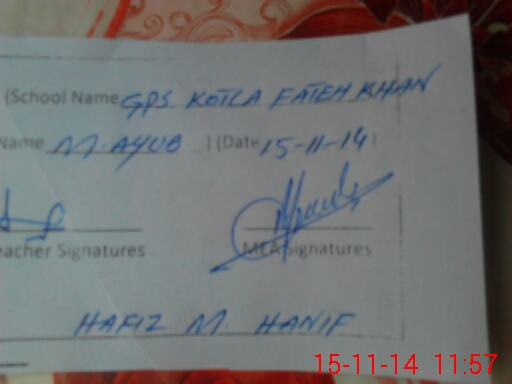 (School Name GPS KOTLA FATEH KHAN
Name M. AYUB ) (Date 15-11-14)
eacher Signatures MEA Signatures
HAFIZ M. HANIF
15-11-14 11:57